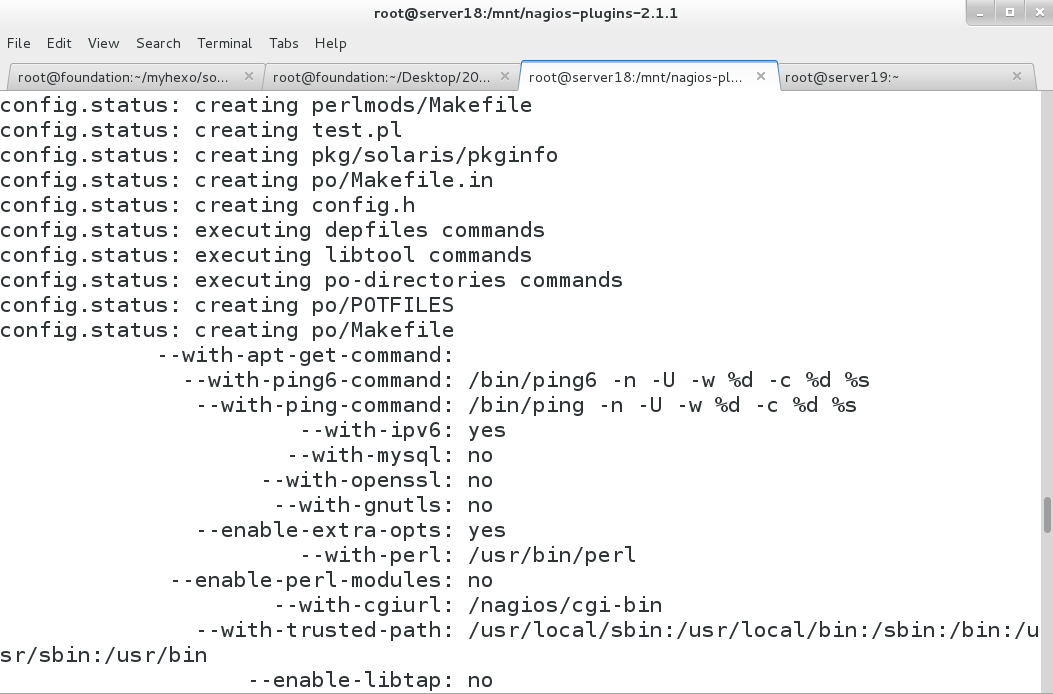 root@server18:/mnt/nagios-plugins-2.1.1
File Edit View Search Terminal Tabs Help
root@foundation:~/myhexo/so... × root@foundation:~/Desktop/20... × root@server18:/mnt/nagios-pl... × root@server19:~ ×
config.status: creating perlmods/Makefile
config.status: creating test.pl
config.status: creating pkg/solaris/pkginfo
config.status: creating po/Makefile.in
config.status: creating config.h
config.status: executing depfiles commands
config.status: executing libtool commands
config.status: executing po-directories commands
config.status: creating po/POTFILES
config.status: creating po/Makefile
--with-apt-get-command:
--with-ping6-command: /bin/ping6 -n -U -w %d -c %d %s
--with-ping-command: /bin/ping -n -U -w %d -c %d %s
--with-ipv6: yes
--with-mysql: no
--with-openssl: no
--with-gnutls: no
--enable-extra-opts: yes
--with-perl: /usr/bin/perl
--enable-perl-modules: no
--with-cgiurl: /nagios/cgi-bin
--with-trusted-path: /usr/local/sbin:/usr/local/bin:/sbin:/bin:/u
sr/sbin:/usr/bin
--enable-libtap: no